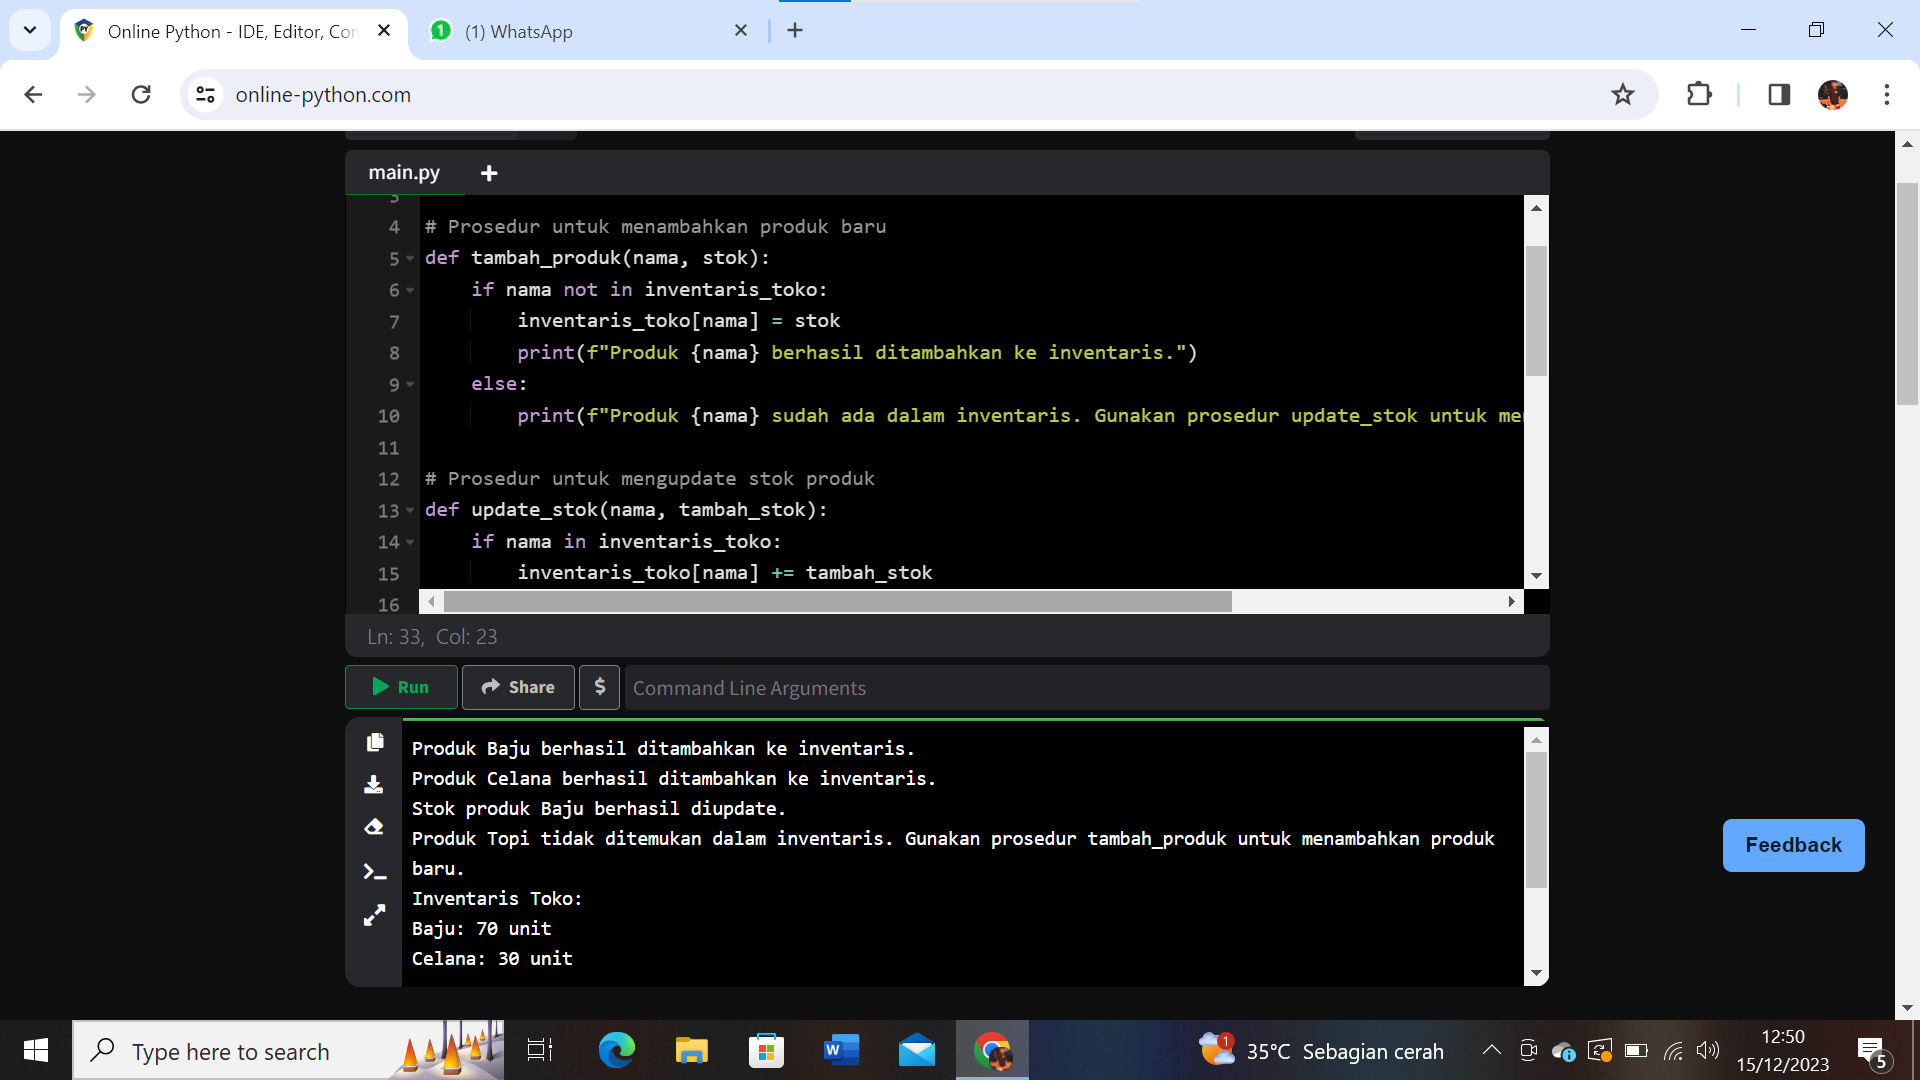 Online Python - IDE, Editor, Con
1
(1) WhatsApp
online-python.com
main.py
3
4 # Prosedur untuk menambahkan produk baru
5 def tambah_produk(nama, stok):
6 if nama not in inventaris_toko:
7 inventaris_toko[nama] = stok
8 print(f"Produk {nama} berhasil ditambahkan ke inventaris.")
9 else:
10 print(f"Produk {nama} sudah ada dalam inventaris. Gunakan prosedur update_stok untuk me
11
12 # Prosedur untuk mengupdate stok produk
13 def update_stok(nama, tambah_stok):
14 if nama in inventaris_toko:
15 inventaris_toko[nama] += tambah_stok
16
Ln: 33, Col: 23
Run
Share
$
Command Line Arguments
Produk Baju berhasil ditambahkan ke inventaris.
Produk Celana berhasil ditambahkan ke inventaris.
Stok produk Baju berhasil diupdate.
Produk Topi tidak ditemukan dalam inventaris. Gunakan prosedur tambah_produk untuk menambahkan produk
baru.
Inventaris Toko:
Baju: 70 unit
Celana: 30 unit
Feedback
Type here to search
W
1
35°C Sebagian cerah
12:50
15/12/2023
5